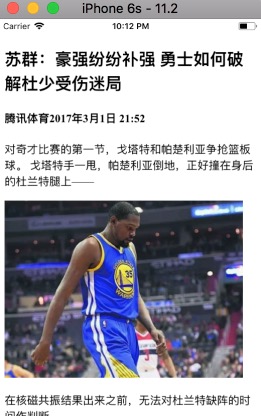 iPhone 6s - 11.2
Carrier
10:12 PM
苏群：豪强纷纷补强 勇士如何破
解杜少受伤迷局
腾讯体育2017年3月1日 21:52
对奇才比赛的第一节，戈塔特和帕楚利亚争抢篮板
球。 戈塔特手一甩，帕楚利亚倒地，正好撞在身后
的杜兰特腿上——
35
在核磁共振结果出来之前，无法对杜兰特缺阵的时
间作判断